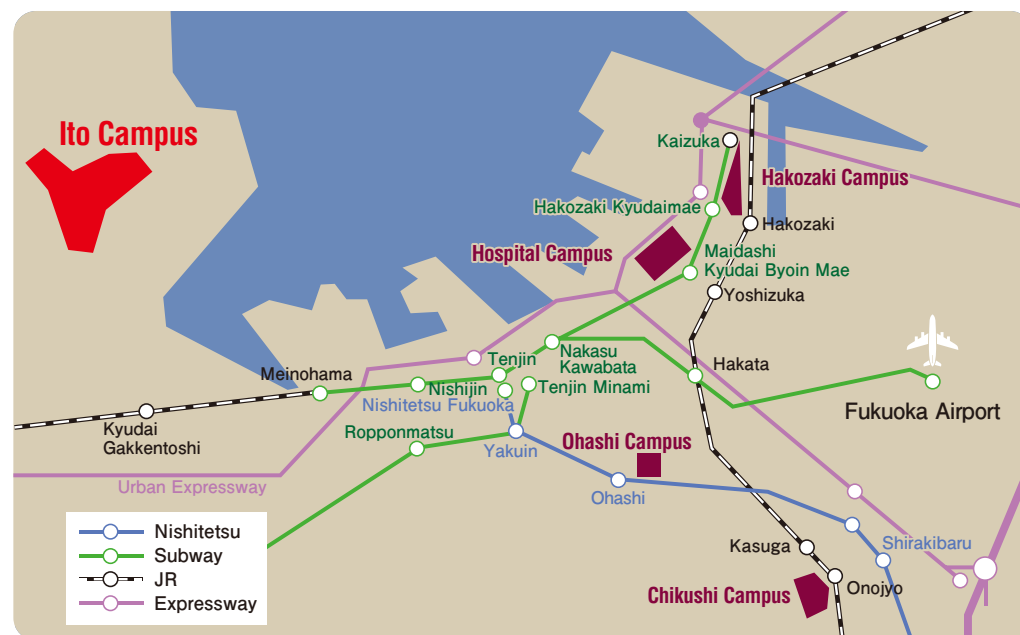 Ito Campus
Kaizuka
Hakozaki Campus
Hakozaki Kyudaimae
Hakozaki
Hospital Campus
Maidashi
Kyudai Byoin Mae
Yoshizuka
Tenjin
Nakasu
Kawabata
Hakata
Meinohama
Nishijin
Tenjin Minami
Nishitetsu Fukuoka
Fukuoka Airport
Kyudai
Gakkentoshi
Ropponmatsu
Yakuin
Ohashi Campus
Urban Expressway
Ohashi
Nishitetsu
Subway
JR
Expressway
Kasuga
Shirakibaru
Onojyo
Chikushi Campus